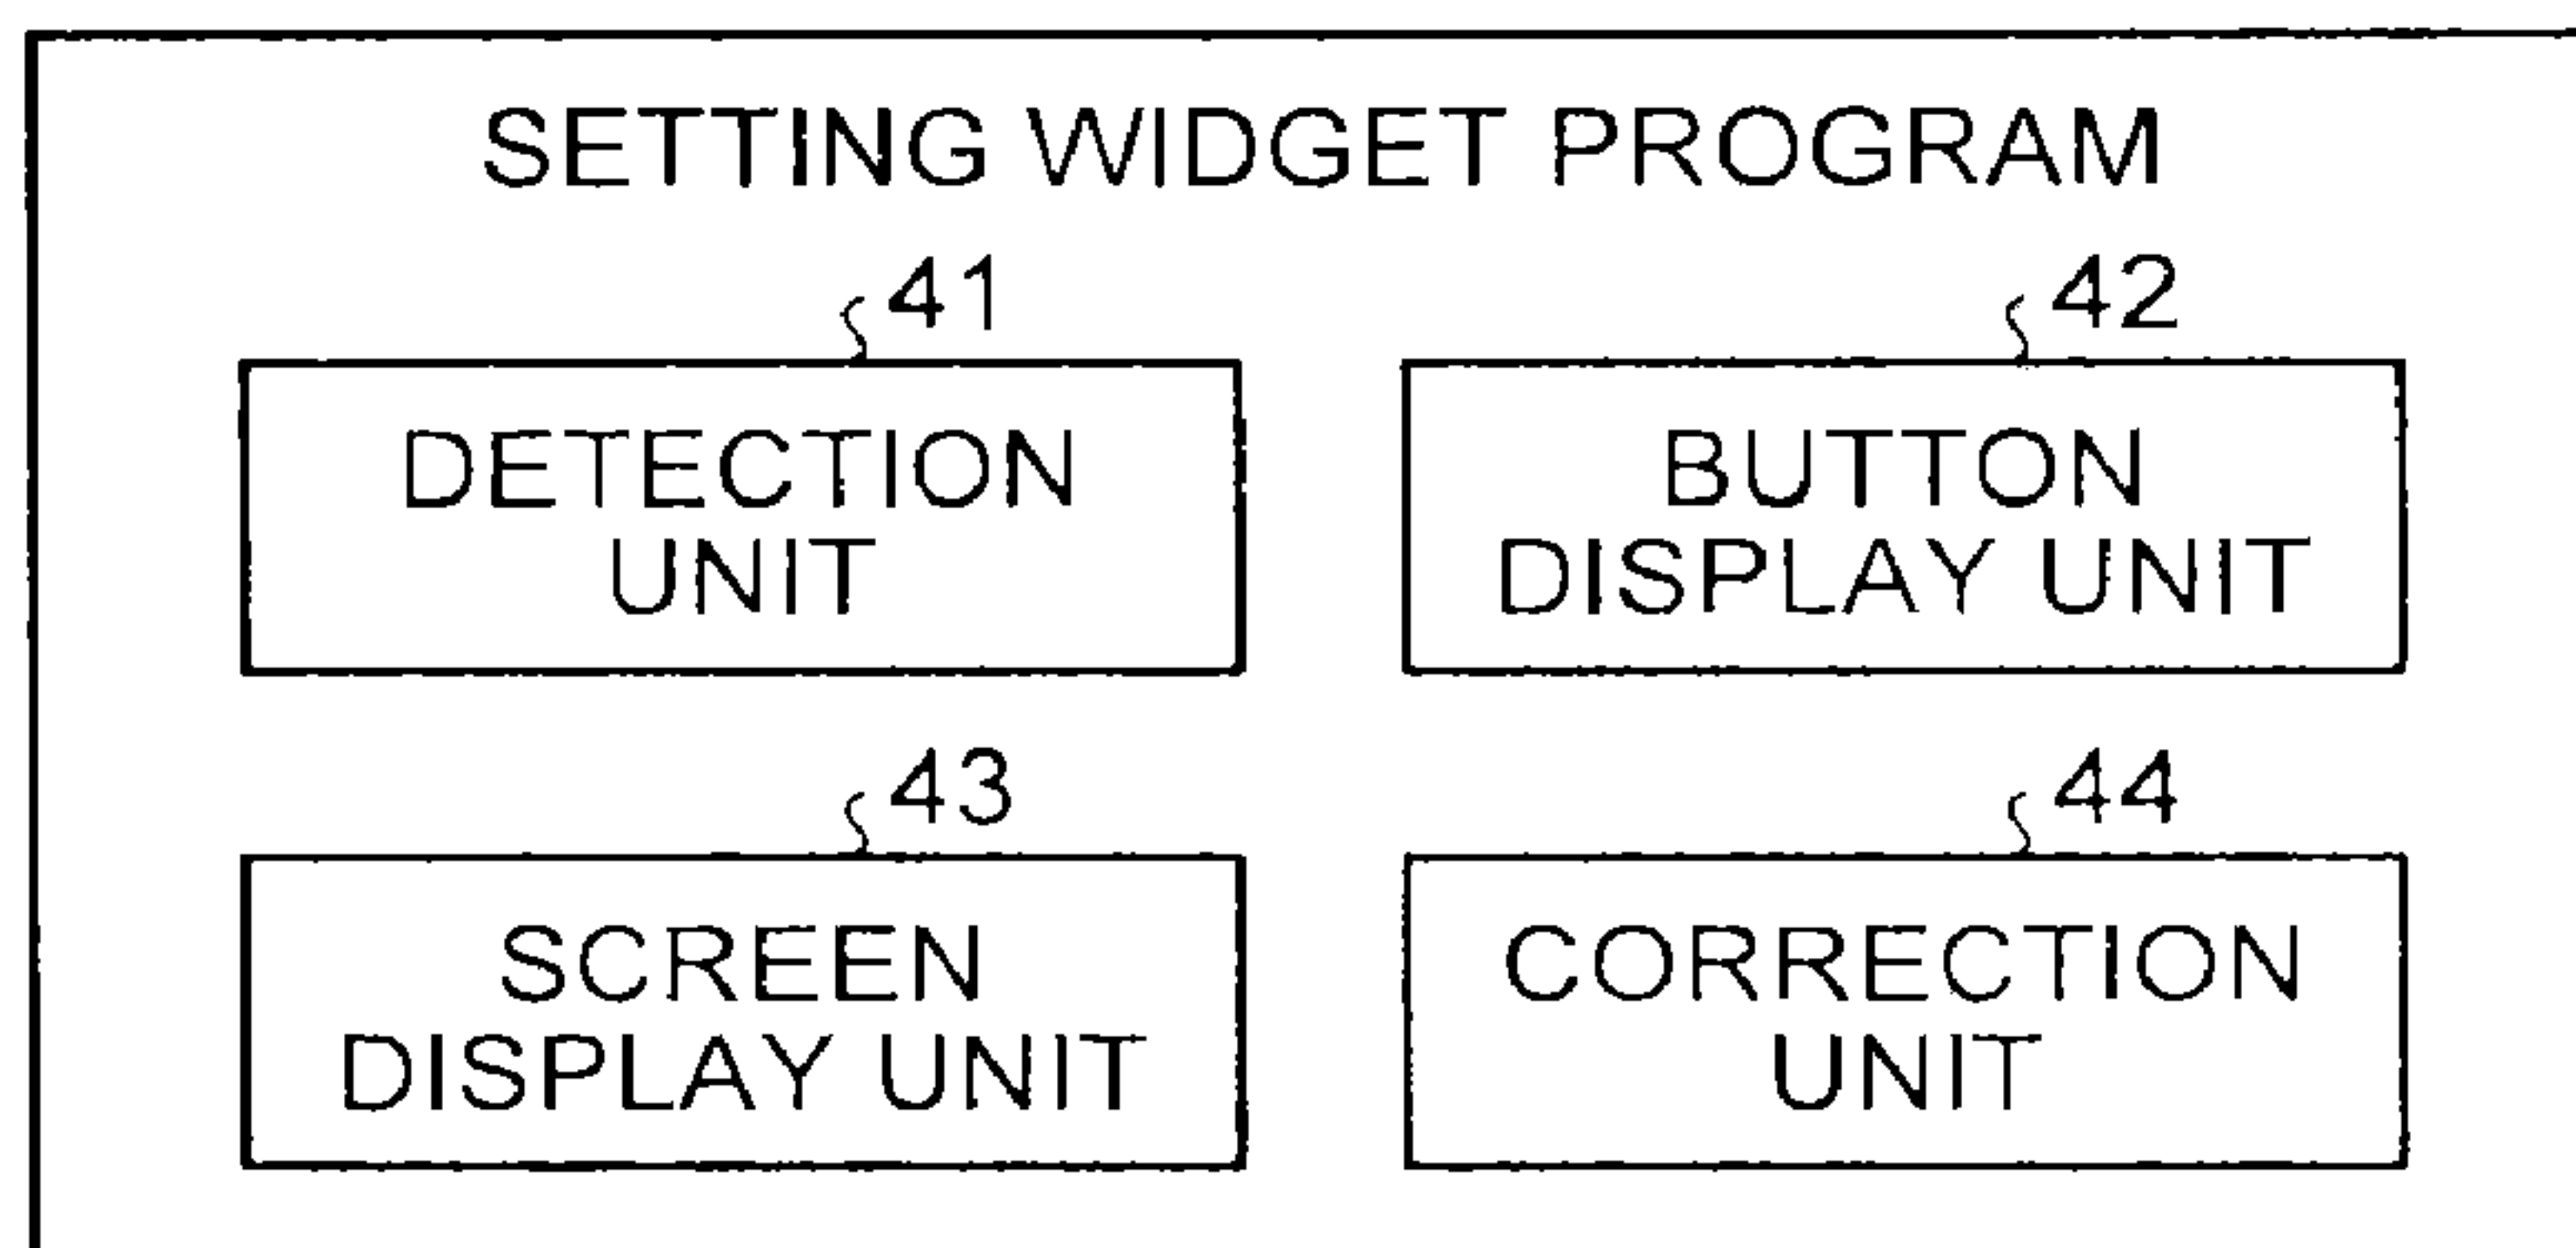 SETTING WIDGET PROGRAM
41
DETECTION
UNIT
42
BUTTON
DISPLAY UNIT
43
SCREEN
DISPLAY UNIT
44
CORRECTION
UNIT